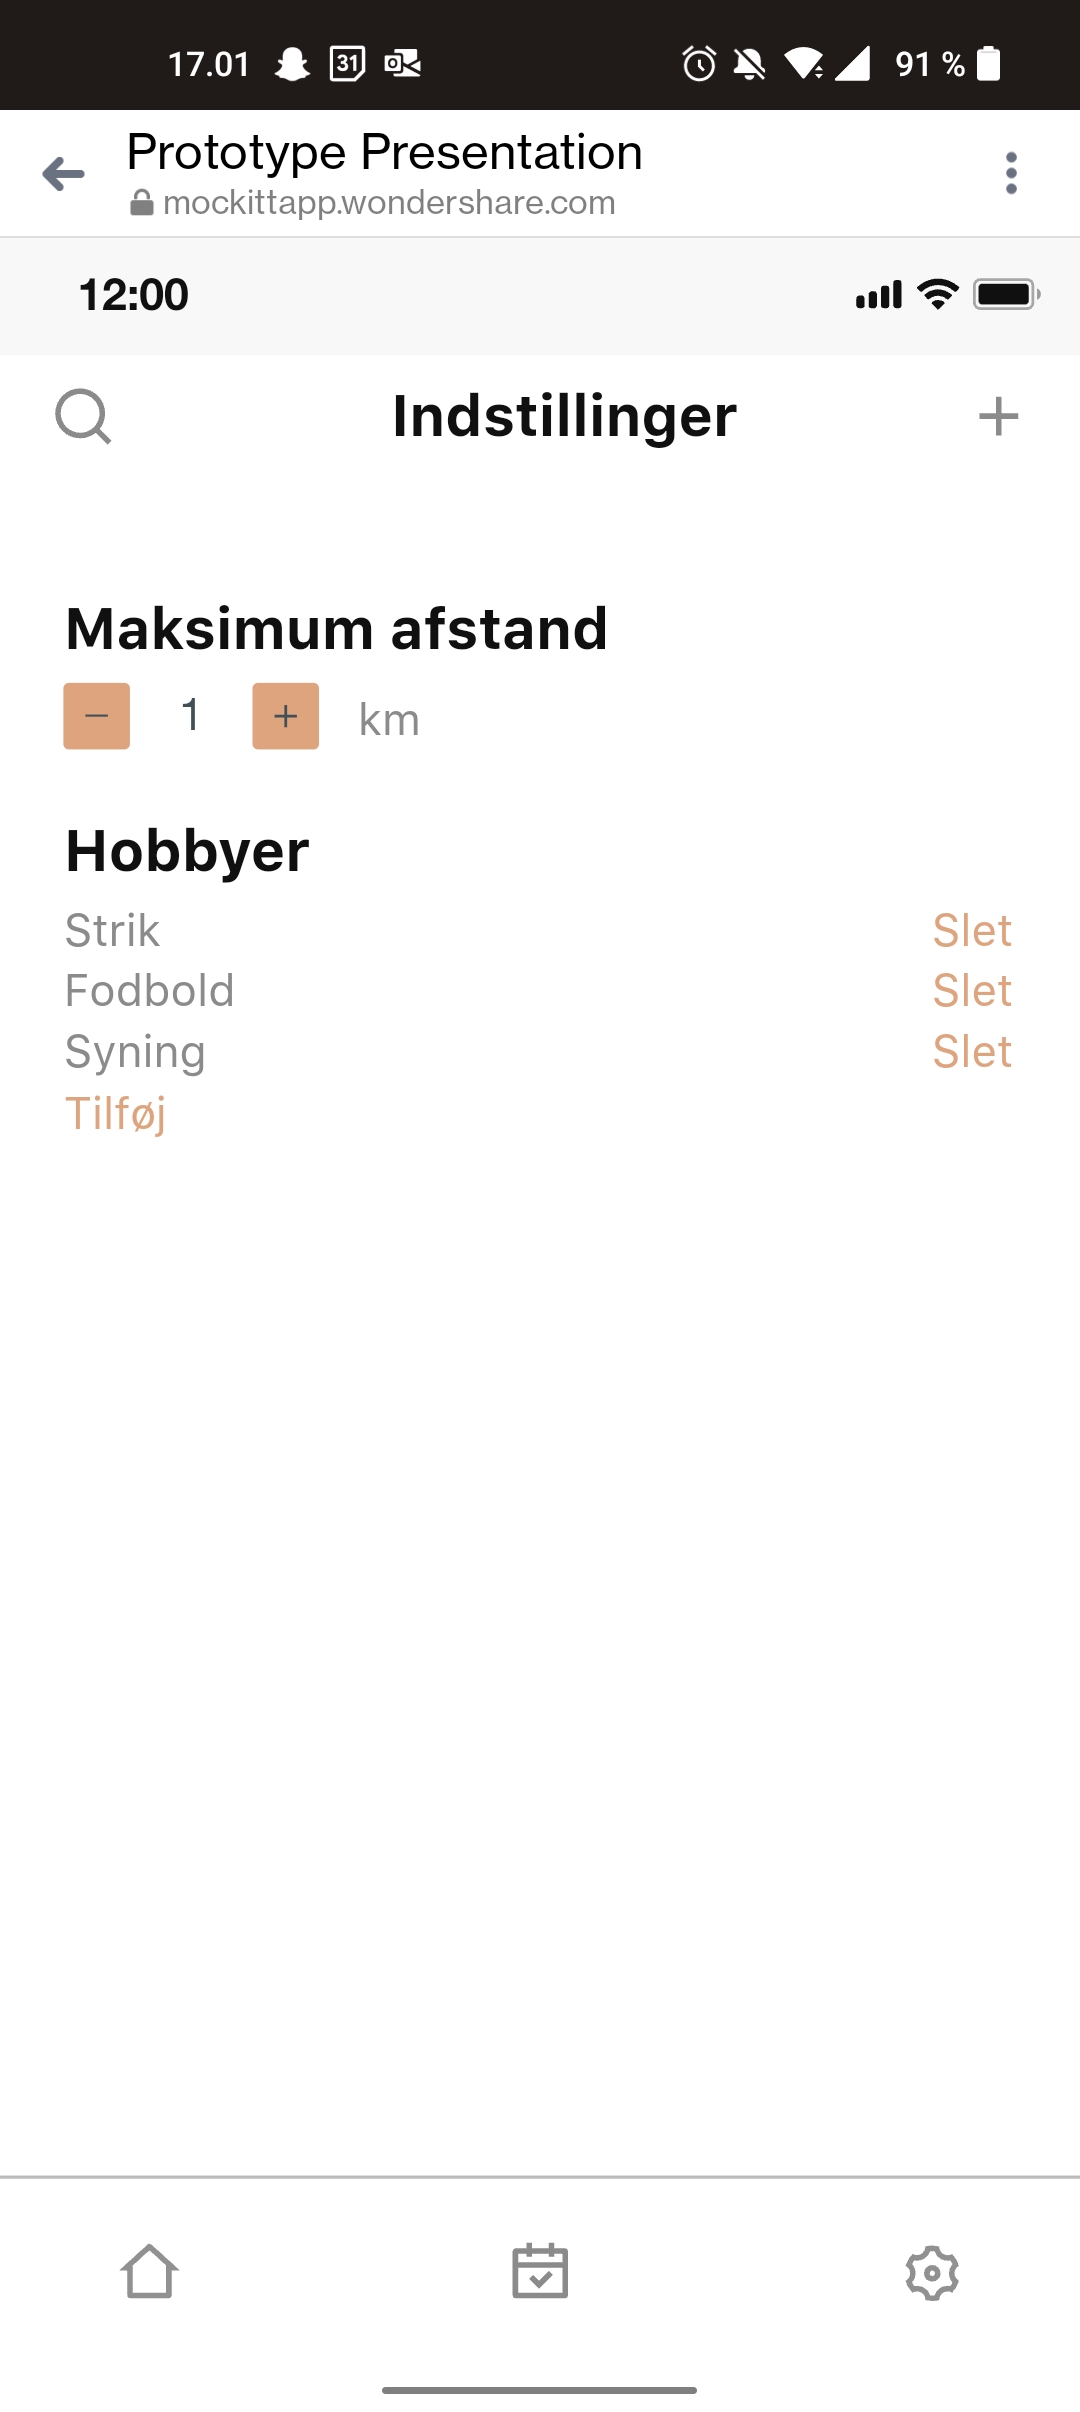 17.01 31 91 %
Prototype Presentation
mockittapp.wondershare.com
12:00
Indstillinger
Maksimum afstand
− 1 + km
Hobbyer
Strik Slet
Fodbold Slet
Syning Slet
Tilføj